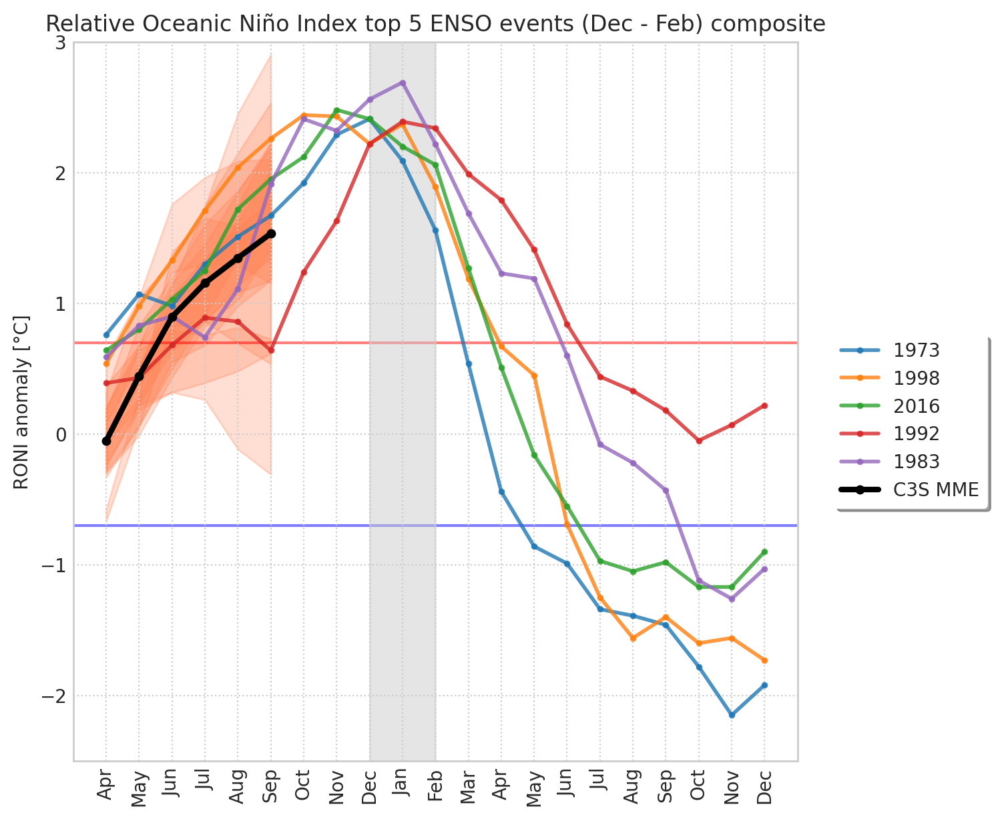 Relative Oceanic Niño Index top 5 ENSO events (Dec - Feb) composite
3
2
1
0
−1
−2
RONI anomaly [°C]
Apr May Jun Jul Aug Sep Oct Nov Dec Jan Feb Mar Apr May Jun Jul Aug Sep Oct Nov Dec
1973
1998
2016
1992
1983
C3S MME